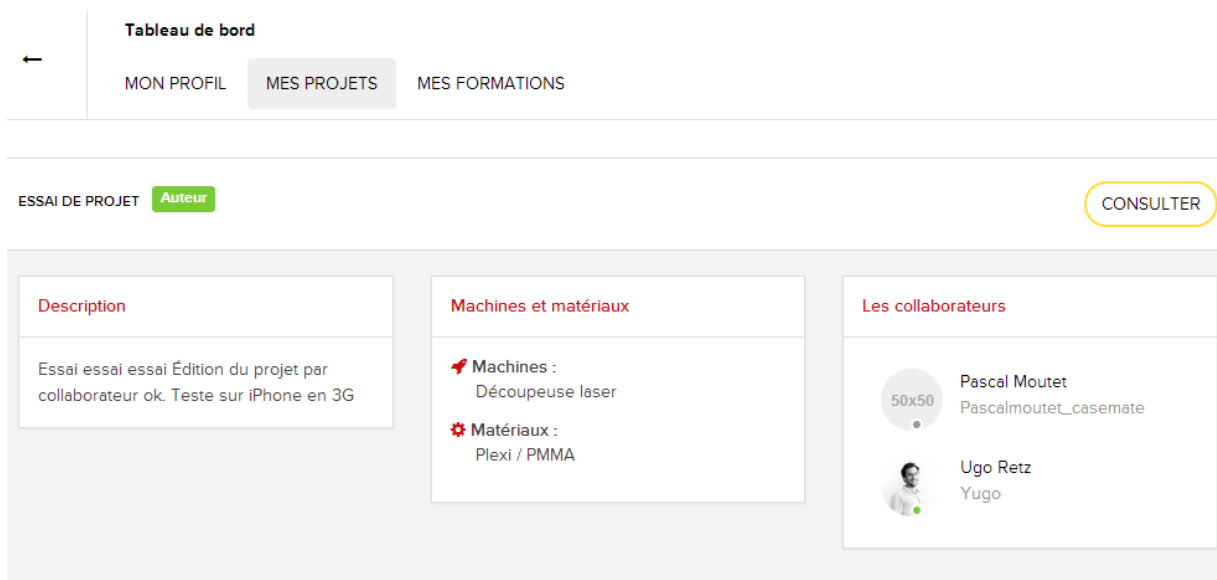 Tableau de bord
MON PROFIL MES PROJETS MES FORMATIONS
ESSAI DE PROJET Auteur CONSULTER
Description
Essai essai essai Édition du projet par
collaborateur ok. Teste sur iPhone en 3G
Machines et matériaux
Machines :
Découpeuse laser
Matériaux :
Plexi / PMMA
Les collaborateurs
50x50
Pascal Moutet
Pascalmoutet_casemate
Ugo Retz
Yugo